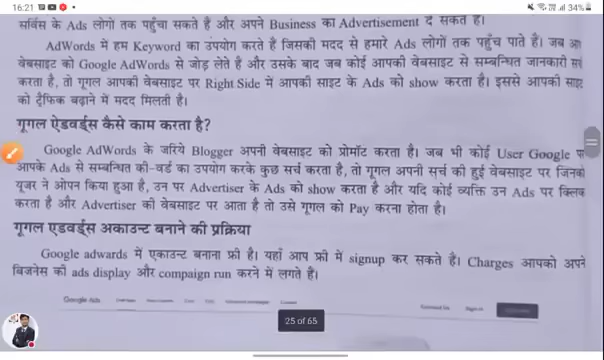 16:21
34%
सर्विस के Ads लोगों तक पहुँचा सकते हैं और अपने Business का Advertisement दे सकते हैं।
AdWords में हम Keyword का उपयोग करते हैं जिसकी मदद से हमारे Ads लोगों तक पहुँच पाते हैं। जब
वेबसाइट को Google AdWords से जोड़ लेते है और उसके बाद जब कोई आपकी वेबसाइट से सम्बन्धित जानकारी
करता है, तो गूगल आपकी वेबसाइट पर Right Side में आपकी साइट के Ads को show करता है। इससे आपकी
को ट्रैफिक बढ़ाने में मदद मिलती है।
गूगल ऐडवर्ड्स कैसे काम करता है?
Google AdWords के जरिये Blogger अपनी वेबसाइट को प्रोमोट करता है। जब भी कोई User Google
आपके Ads से सम्बन्धित की-वर्ड का उपयोग करके कुछ सर्च करता है, तो गूगल अपनी सर्च की हुई वेबसाइट पर
यूजर ने ओपन किया हुआ है, उन पर Advertiser के Ads को show करता है और यदि कोई व्यक्ति उन Ads पर क्लिक
करता है और Advertiser की वेबसाइट पर आता है तो उसे गूगल को Pay करना होता है।
गूगल एडवर्ड्स अकाउन्ट बनाने की प्रक्रिया
Google adwards में एकाउन्ट बनाना फ्री है। यहाँ आप फ्री में signup कर सकते है। Charges आपको अपने
बिजनेस की ads display और compaign run करने में लगते हैं।
Google Ads
25 of 65